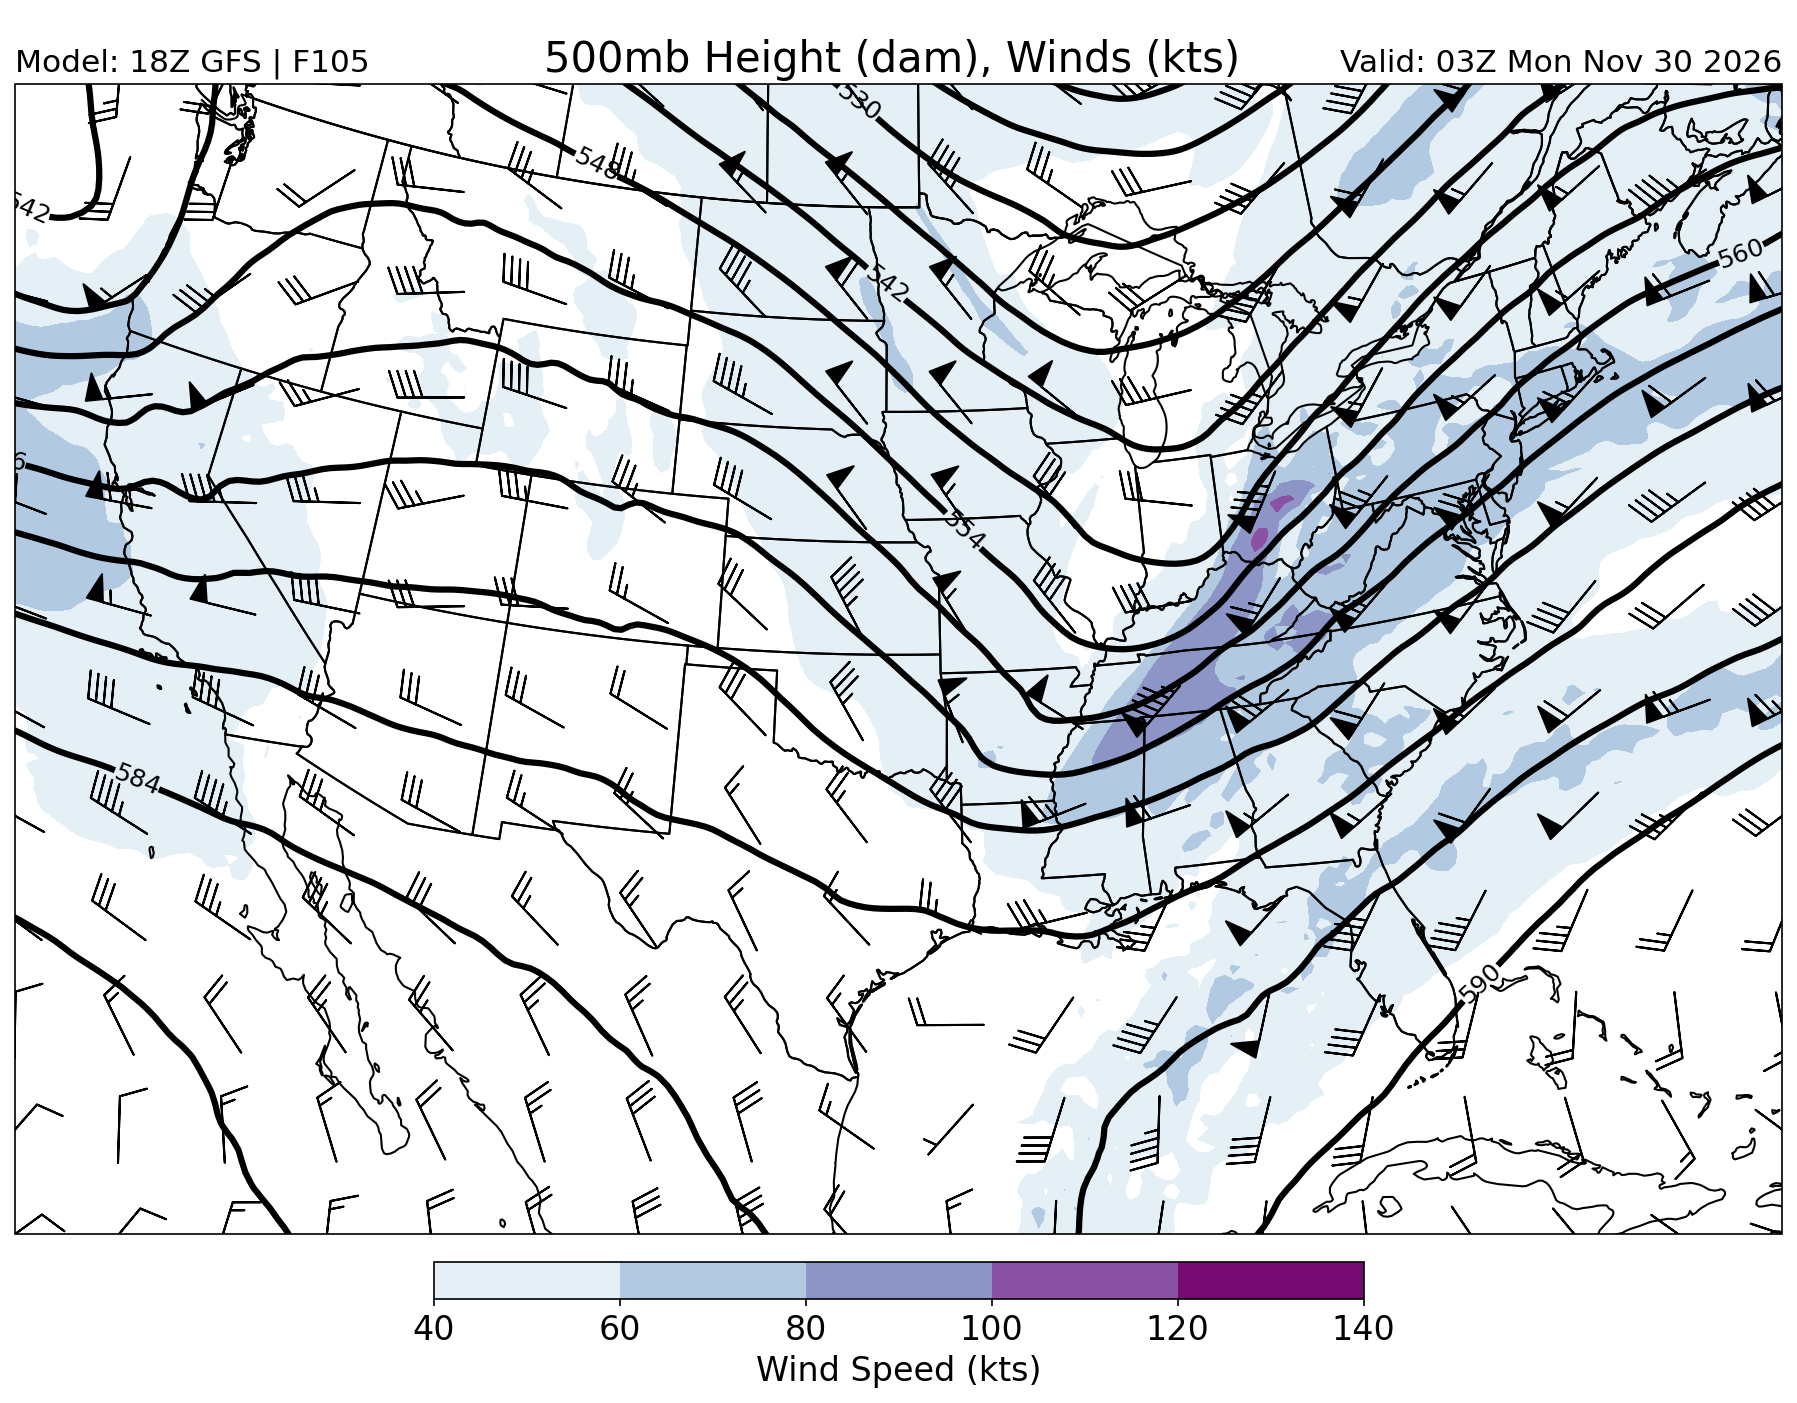 Model: 18Z GFS | F105
500mb Height (dam), Winds (kts)
Valid: 03Z Mon Nov 30 2026
530
548
542
560
542
6
554
584
590
40 60 80 100 120 140
Wind Speed (kts)